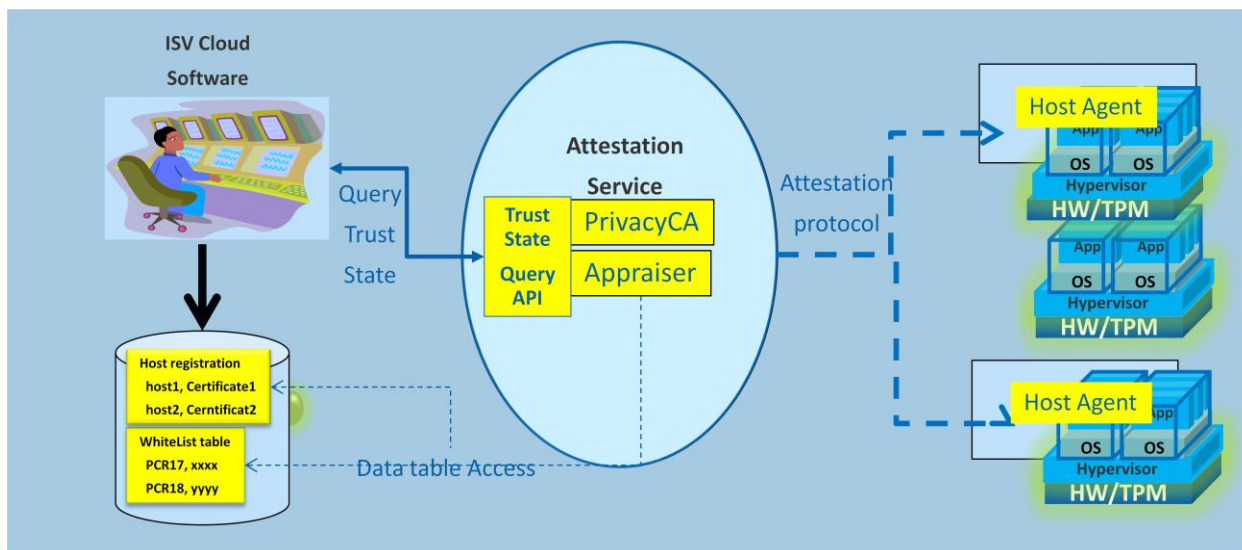 ISV Cloud
Software
Query
Trust
State
Host registration
host1, Certificate1
host2, Cerntificat2
WhiteList table
PCR17, xxxx
PCR18, yyyy
Data table Access
Attestation
Service
Trust
State
Query
API
PrivacyCA
Appraiser
Attestation
protocol
Host Agent
App App
OS OS
Hypervisor
HW/TPM
App App
OS OS
Hypervisor
HW/TPM
Host Agent
App
OS OS
Hypervisor
HW/TPM